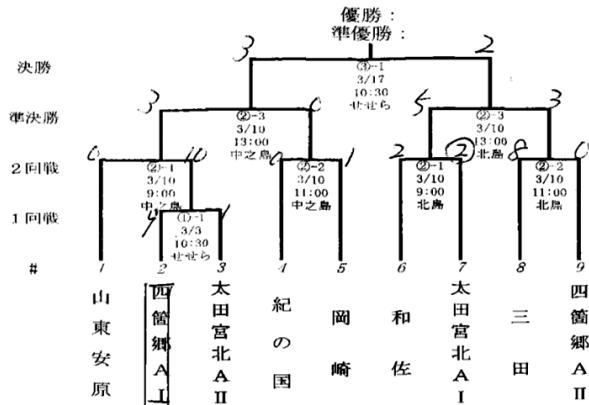 優勝：
準優勝：
3 2
決勝
③-1
3/17
10:30
せせら
3 0 5 3
準決勝
②-3
3/10
13:00
中之島
②-3
3/10
13:00
北島
0 10 1 2 ② 8 0
2回戦
②-1
3/10
9:00
中之島
②-2
3/10
11:00
中之島
②-1
3/10
9:00
北島
②-2
3/10
11:00
北島
1
1回戦
①-1
3/3
10:30
せせら
# 1 2 3 4 5 6 7 8 9
山東安原
四箇郷AI
太田宮北AII
紀の国
岡崎
和佐
太田宮北AI
三田
四箇郷AII